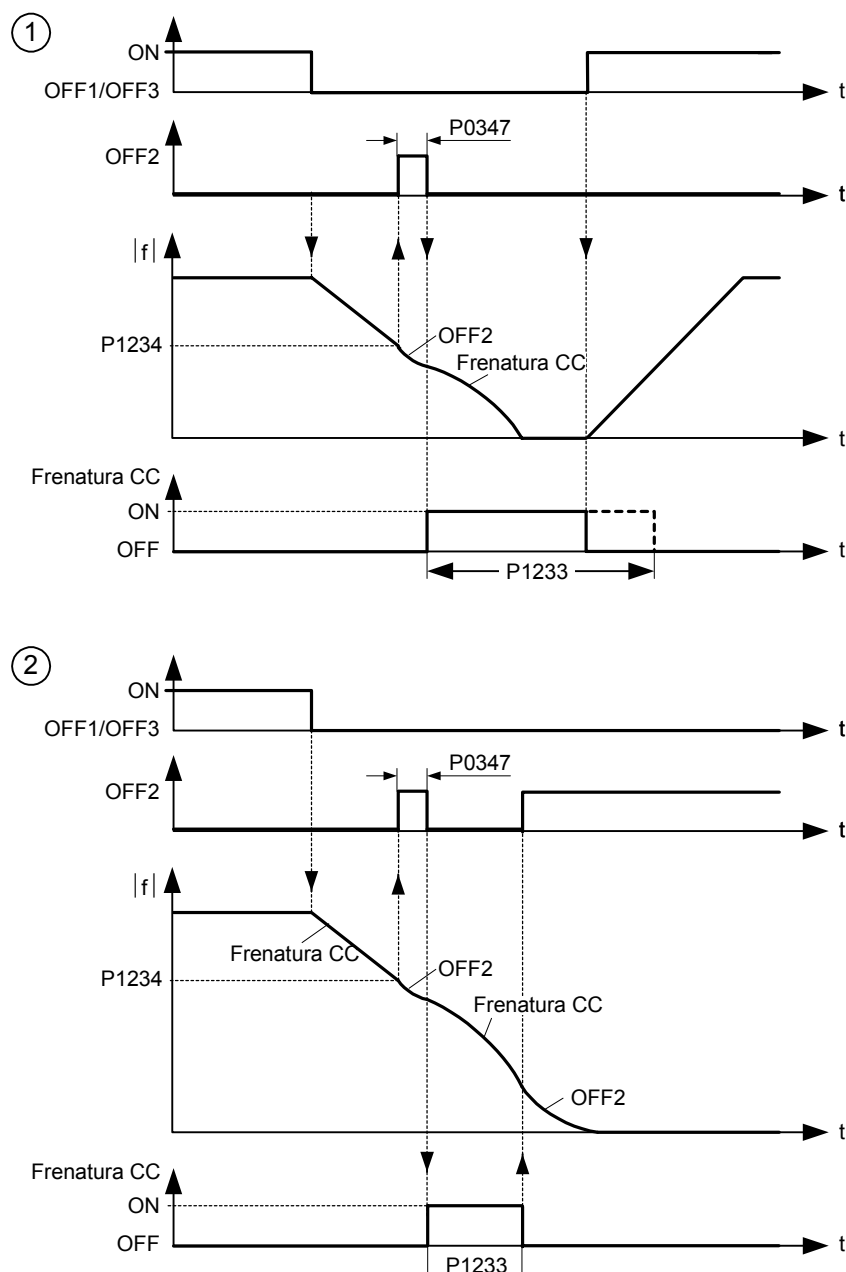 1
ON
OFF1/OFF3
t
P0347
OFF2
t
|f|
P1234
OFF2
Frenatura CC
t
Frenatura CC
ON
OFF
t
P1233
2
ON
OFF1/OFF3
t
P0347
OFF2
t
|f|
Frenatura CC
P1234
OFF2
Frenatura CC
OFF2
t
Frenatura CC
ON
OFF
t
P1233